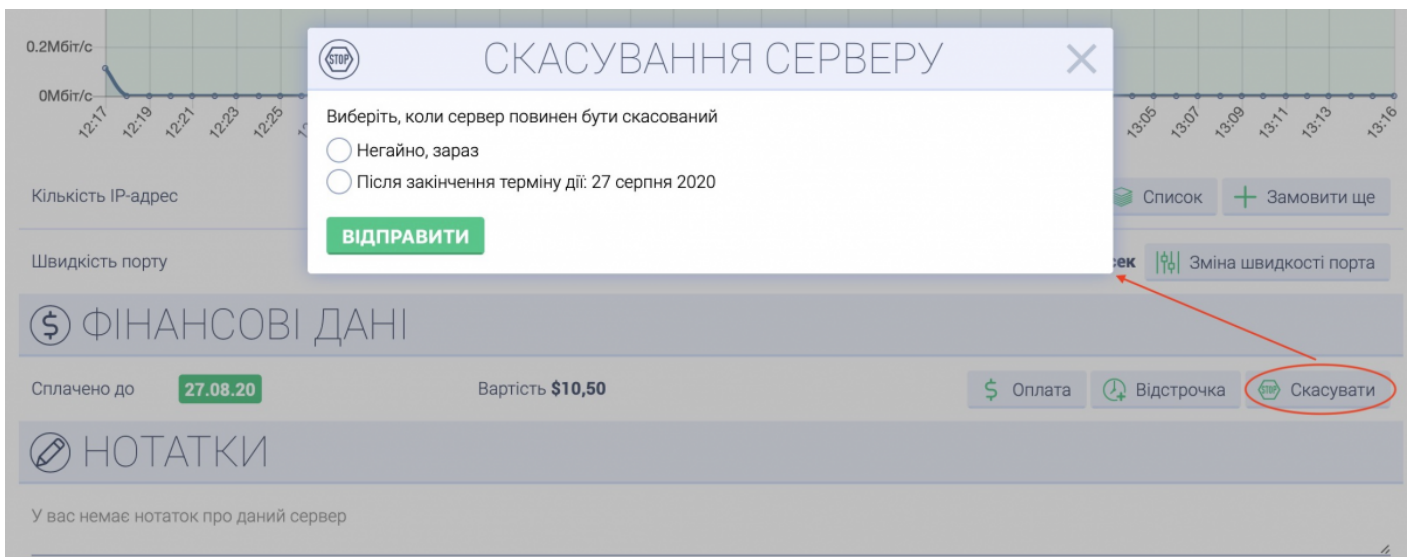 0.2Мбіт/с
0Мбіт/с
12:17 12:19 12:21 12:23 12:25 13:05 13:07 13:09 13:11 13:13 13:16
STOP СКАСУВАННЯ СЕРВЕРУ
Виберіть, коли сервер повинен бути скасований
Негайно, зараз
Після закінчення терміну дії: 27 серпня 2020
ВІДПРАВИТИ
Кількість IP-адрес Список Замовити ще
Швидкість порту Зміна швидкості порта
$ ФІНАНСОВІ ДАНІ
Сплачено до 27.08.20 Вартість $10,50 $ Оплата Відстрочка STOP Скасувати
НОТАТКИ
У вас немає нотаток про даний сервер